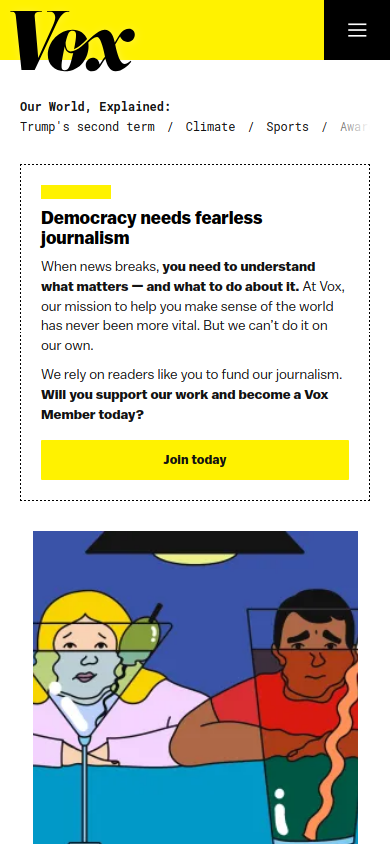 Vox
Our World, Explained:
Trump's second term / Climate / Sports /
Democracy needs fearless
journalism
When news breaks, you need to understand
what matters — and what to do about it. At Vox,
our mission to help you make sense of the world
has never been more vital. But we can't do it on
our own.
We rely on readers like you to fund our journalism.
Will you support our work and become a Vox
Member today?
Join today